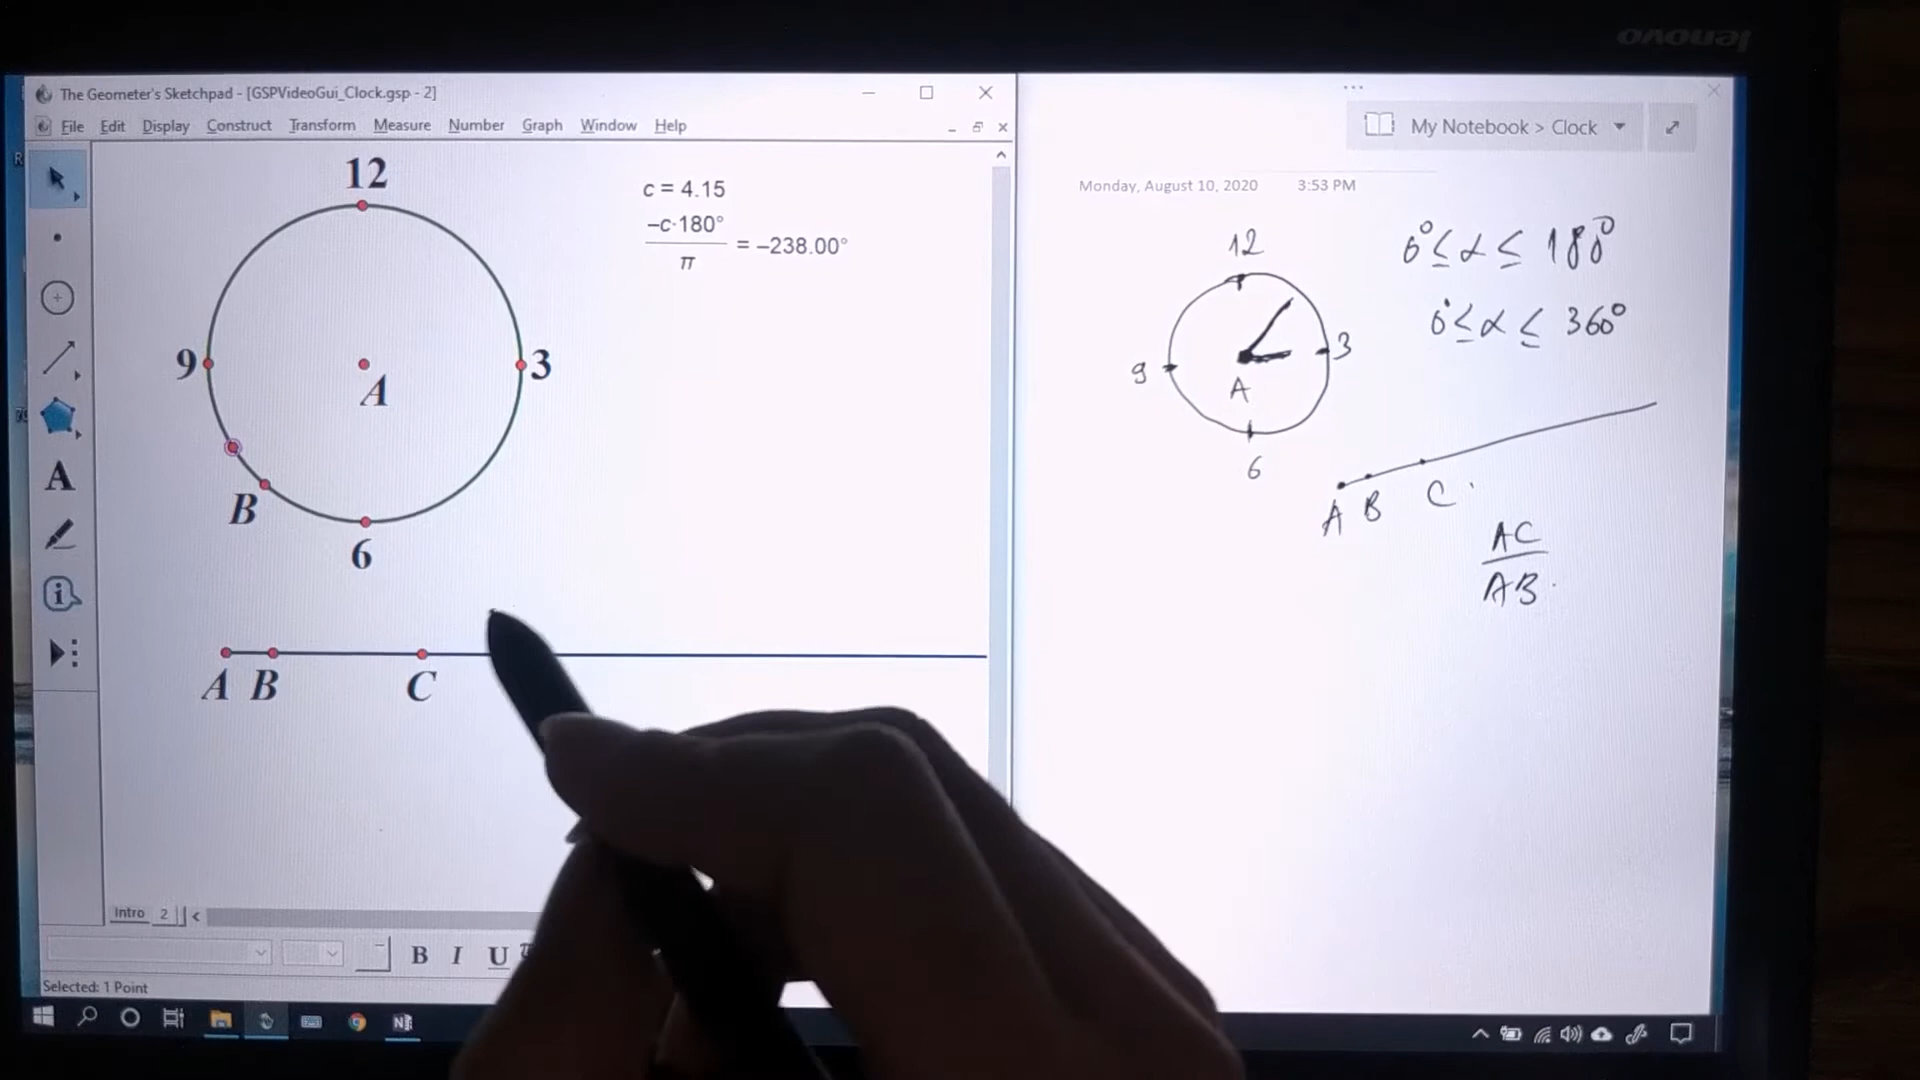 lenovo
The Geometer's Sketchpad - [GSPVideoGui_Clock.gsp - 2]
File Edit Display Construct Transform Measure Number Graph Window Help
12
9
3
A
B
6
c = 4.15
−c·180°
π
= −238.00°
A B C
Intro 2
B I U
Selected: 1 Point
My Notebook > Clock
Monday, August 10, 2020 3:53 PM
12
9
3
A
6
0° ≤ α ≤ 180°
0° ≤ α ≤ 360°
A B C
AC
AB